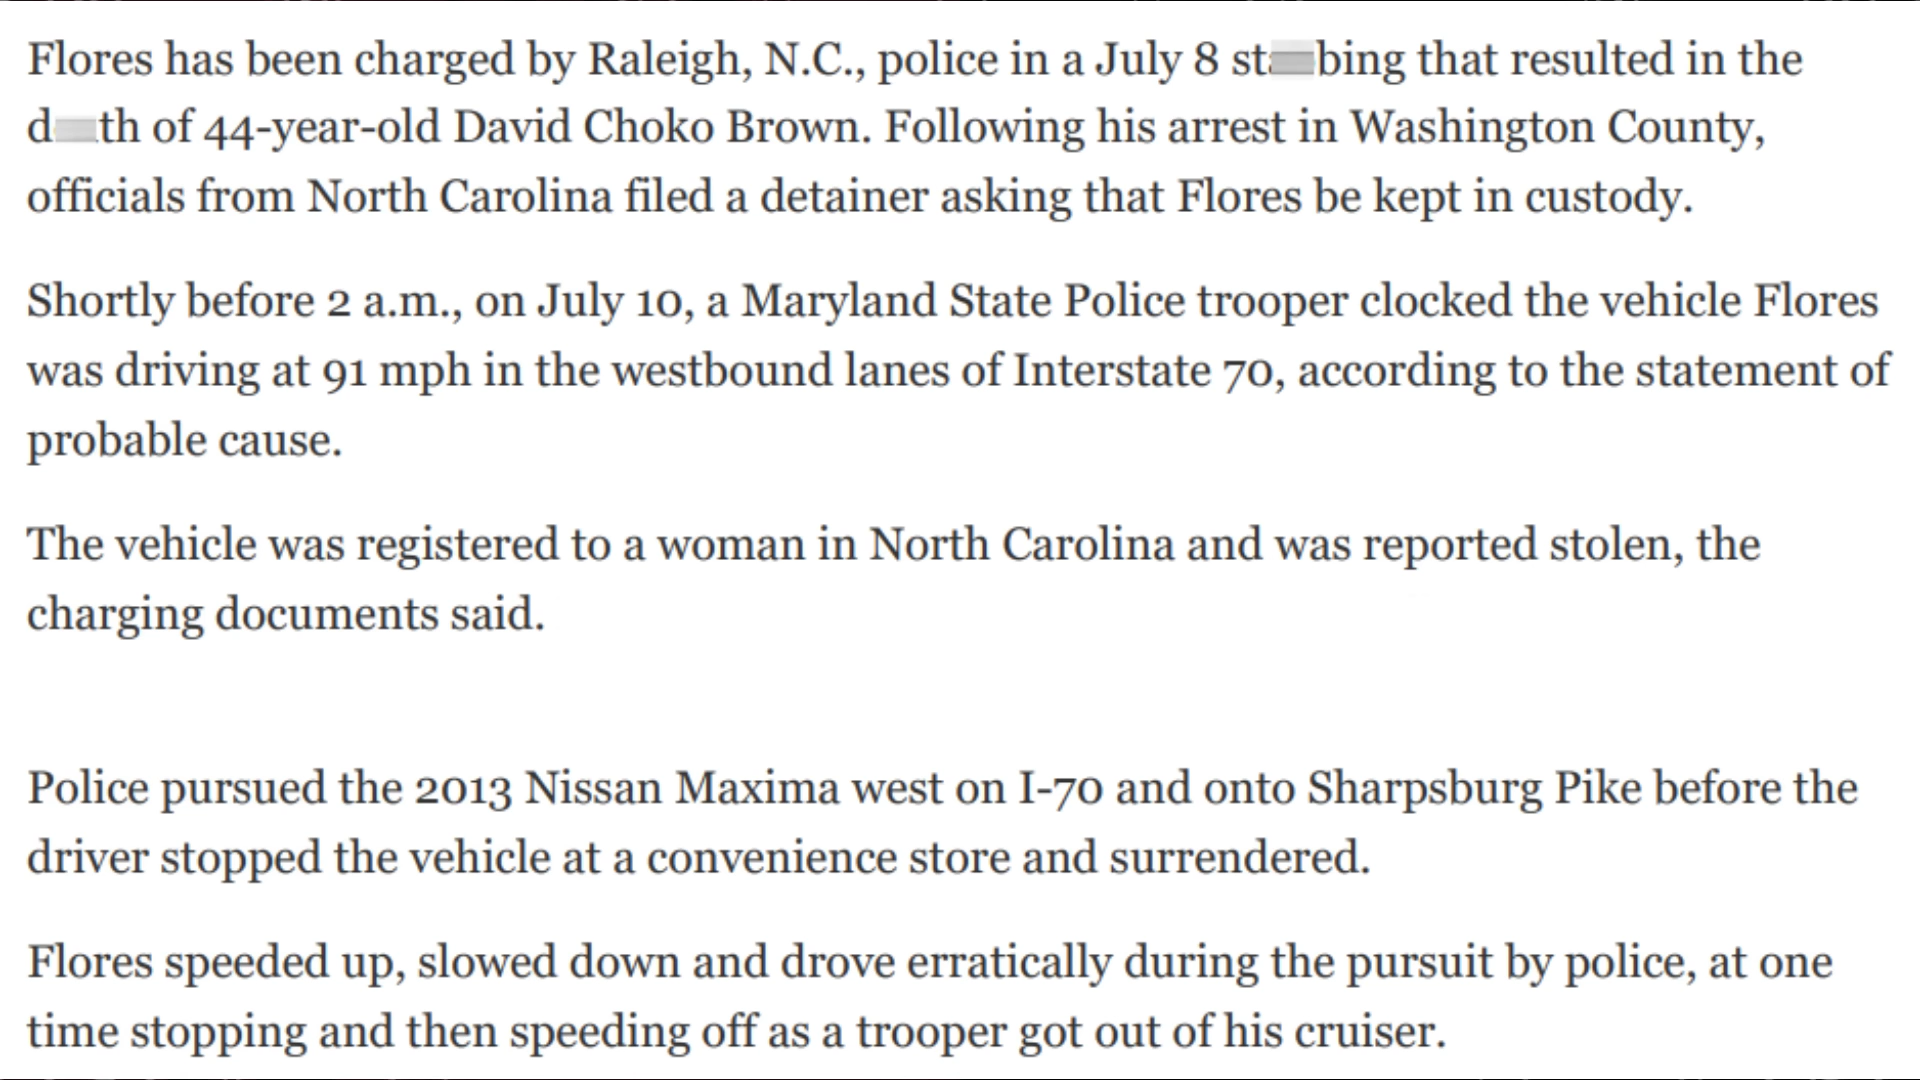 Flores has been charged by Raleigh, N.C., police in a July 8 that resulted in the
of 44-year-old David Choko Brown. Following his arrest in Washington County,
officials from North Carolina filed a detainer asking that Flores be kept in custody.
Shortly before 2 a.m., on July 10, a Maryland State Police trooper clocked the vehicle Flores
was driving at 91 mph in the westbound lanes of Interstate 70, according to the statement of
probable cause.
The vehicle was registered to a woman in North Carolina and was reported stolen, the
charging documents said.
Police pursued the 2013 Nissan Maxima west on I-70 and onto Sharpsburg Pike before the
driver stopped the vehicle at a convenience store and surrendered.
Flores speeded up, slowed down and drove erratically during the pursuit by police, at one
time stopping and then speeding off as a trooper got out of his cruiser.